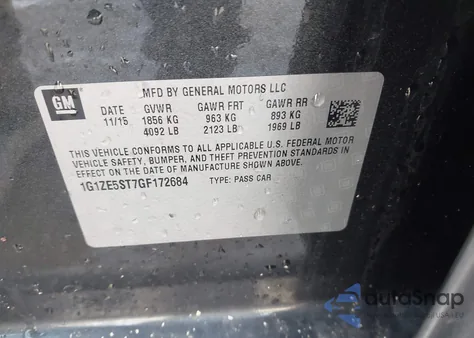 GM
MFD BY GENERAL MOTORS LLC
11/15 GVWR GAWR FRT GAWR RR
1856 KG 963 KG 893 KG
4092 LB 2123 LB 1969 LB
THIS VEHICLE CONFORMS TO ALL APPLICABLE U.S. FEDERAL MOTOR
VEHICLE SAFETY, BUMPER, AND THEFT PREVENTION STANDARDS IN
EFFECT ON THE DATE OF MANUFACTURE SHOWN ABOVE.
1G1ZE5ST7GF172684 TYPE: PASS CAR
autoSnap